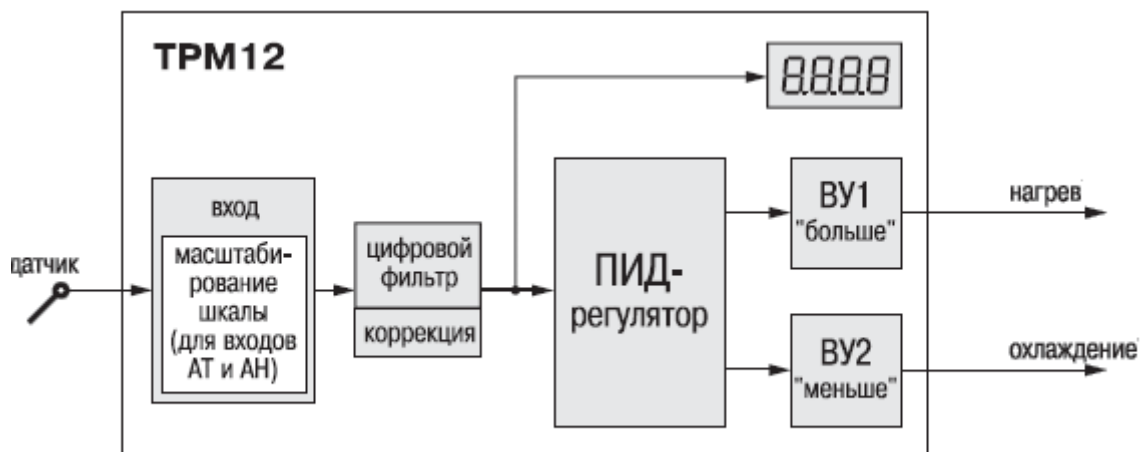 ТРМ12
8.8.8.8
вход
масштаби-
рование
шкалы
(для входов
АТ и АН)
датчик
цифровой
фильтр
коррекция
ПИД-
регулятор
ВУ1
"больше"
нагрев
ВУ2
"меньше"
охлаждение